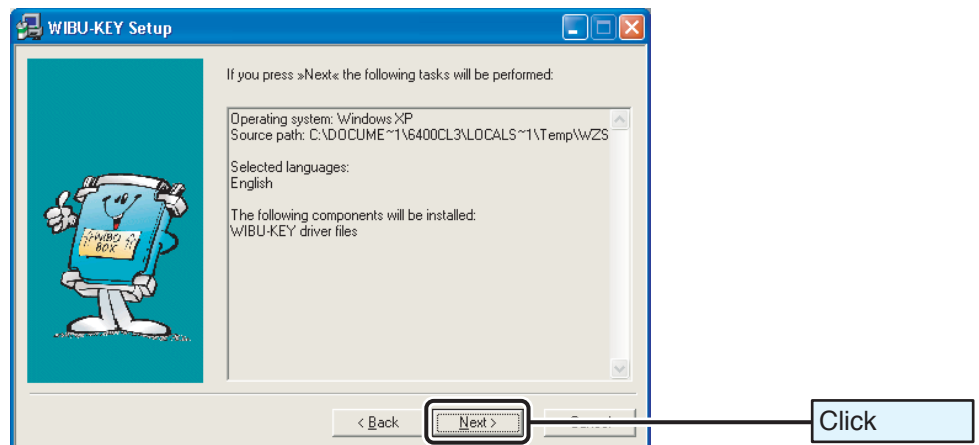 WIBU-KEY Setup
If you press »Next« the following tasks will be performed:
Operating system: Windows XP
Source path: C:\DOCUME~1\6400CL3\LOCALS~1\Temp\WZS
Selected languages:
English
The following components will be installed:
WIBU-KEY driver files
WIBO
BOX
< Back
Next >
Click